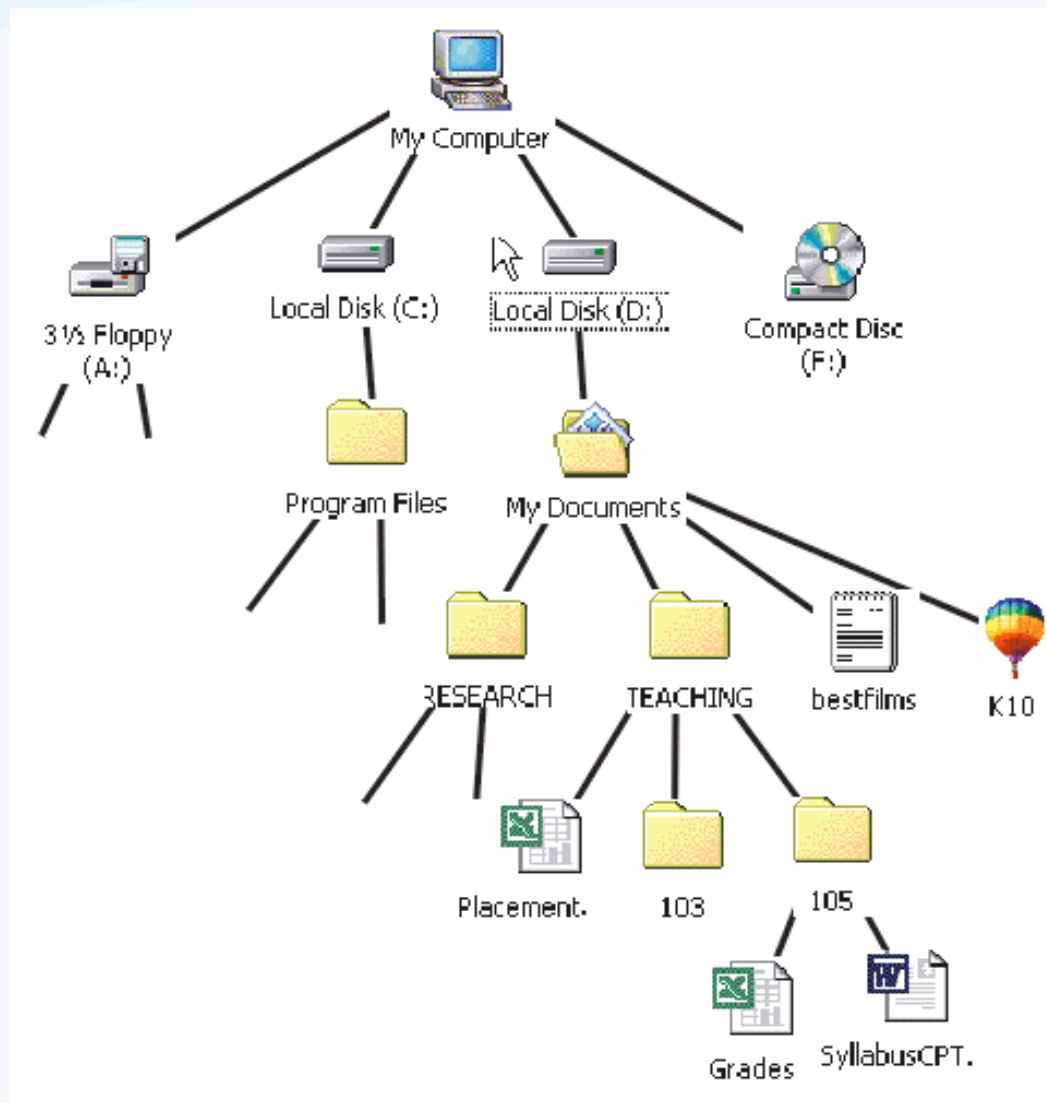 My Computer
Local Disk (C:)
Local Disk (D:)
3½ Floppy
(A:)
Compact Disc
(F:)
Program Files
My Documents
RESEARCH
TEACHING
bestfilms
K10
Placement.
103
105
Grades
SyllabusCPT.